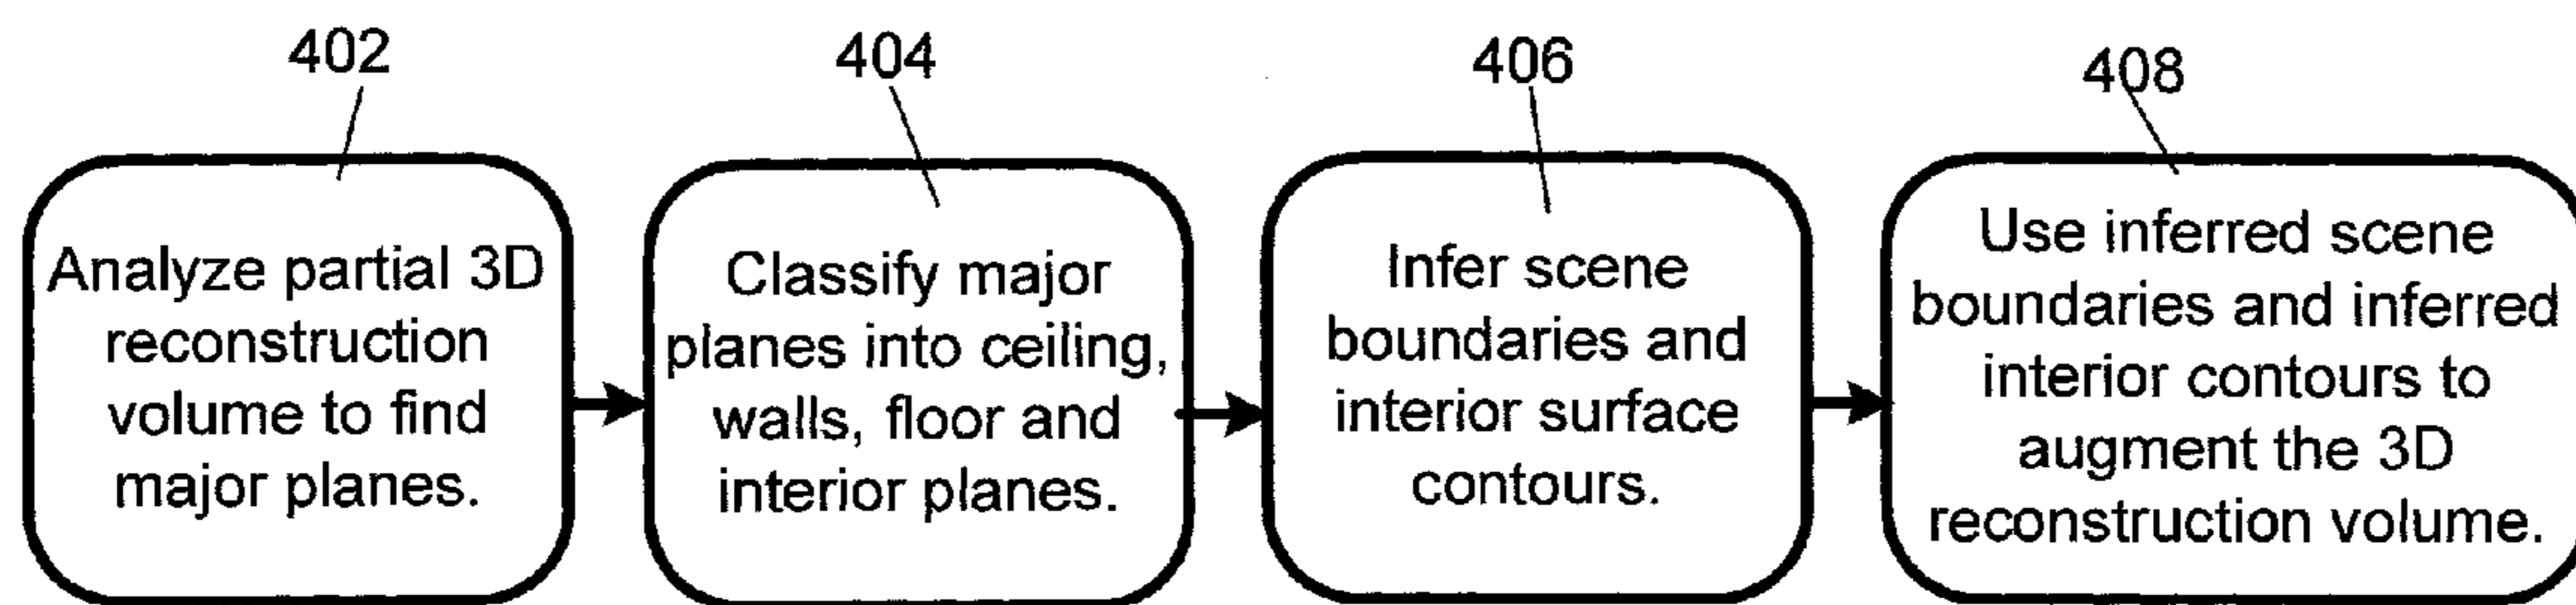 402
404
406
408
Analyze partial 3D
reconstruction
volume to find
major planes.
Classify major
planes into ceiling,
walls, floor and
interior planes.
Infer scene
boundaries and
interior surface
contours.
Use inferred scene
boundaries and inferred
interior contours to
augment the 3D
reconstruction volume.